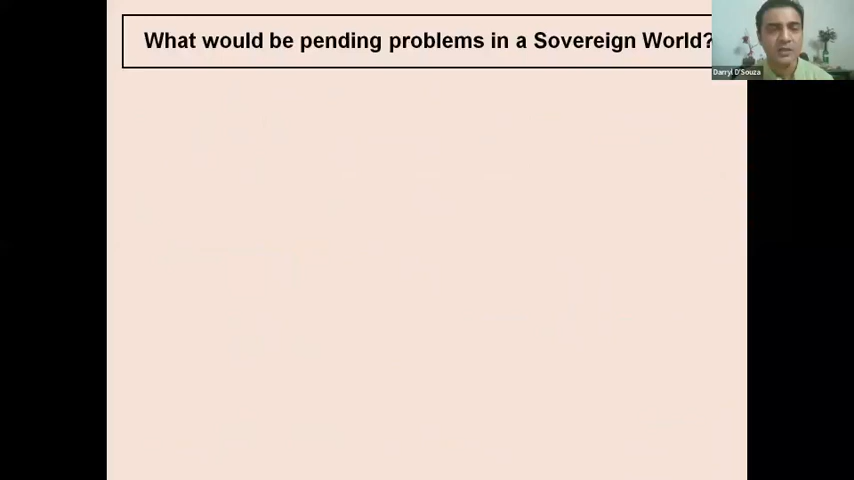 What would be pending problems in a Sovereign World?
Darryl D'Souza